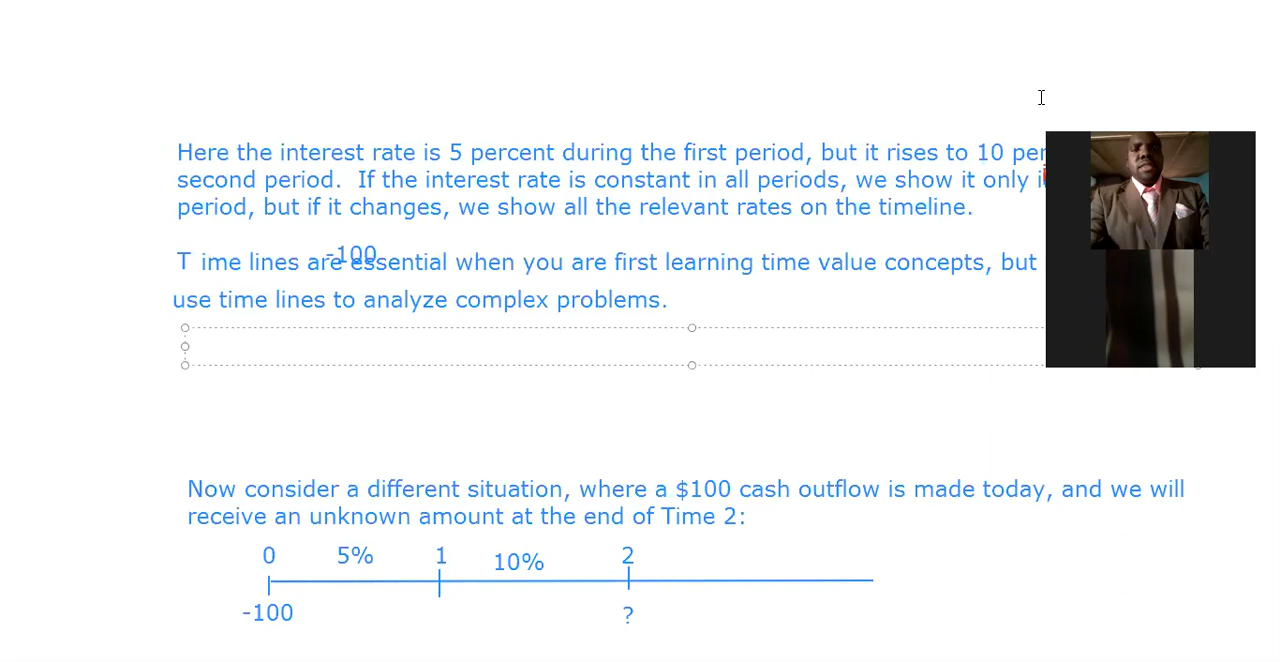 Here the interest rate is 5 percent during the first period, but it rises to 10
second period.  If the interest rate is constant in all periods, we show it only
period, but if it changes, we show all the relevant rates on the timeline.
-100
T ime lines are essential when you are first learning time value concepts, but
use time lines to analyze complex problems.
Now consider a different situation, where a $100 cash outflow is made today, and we will
receive an unknown amount at the end of Time 2:
0 5% 1 10% 2
-100 ?